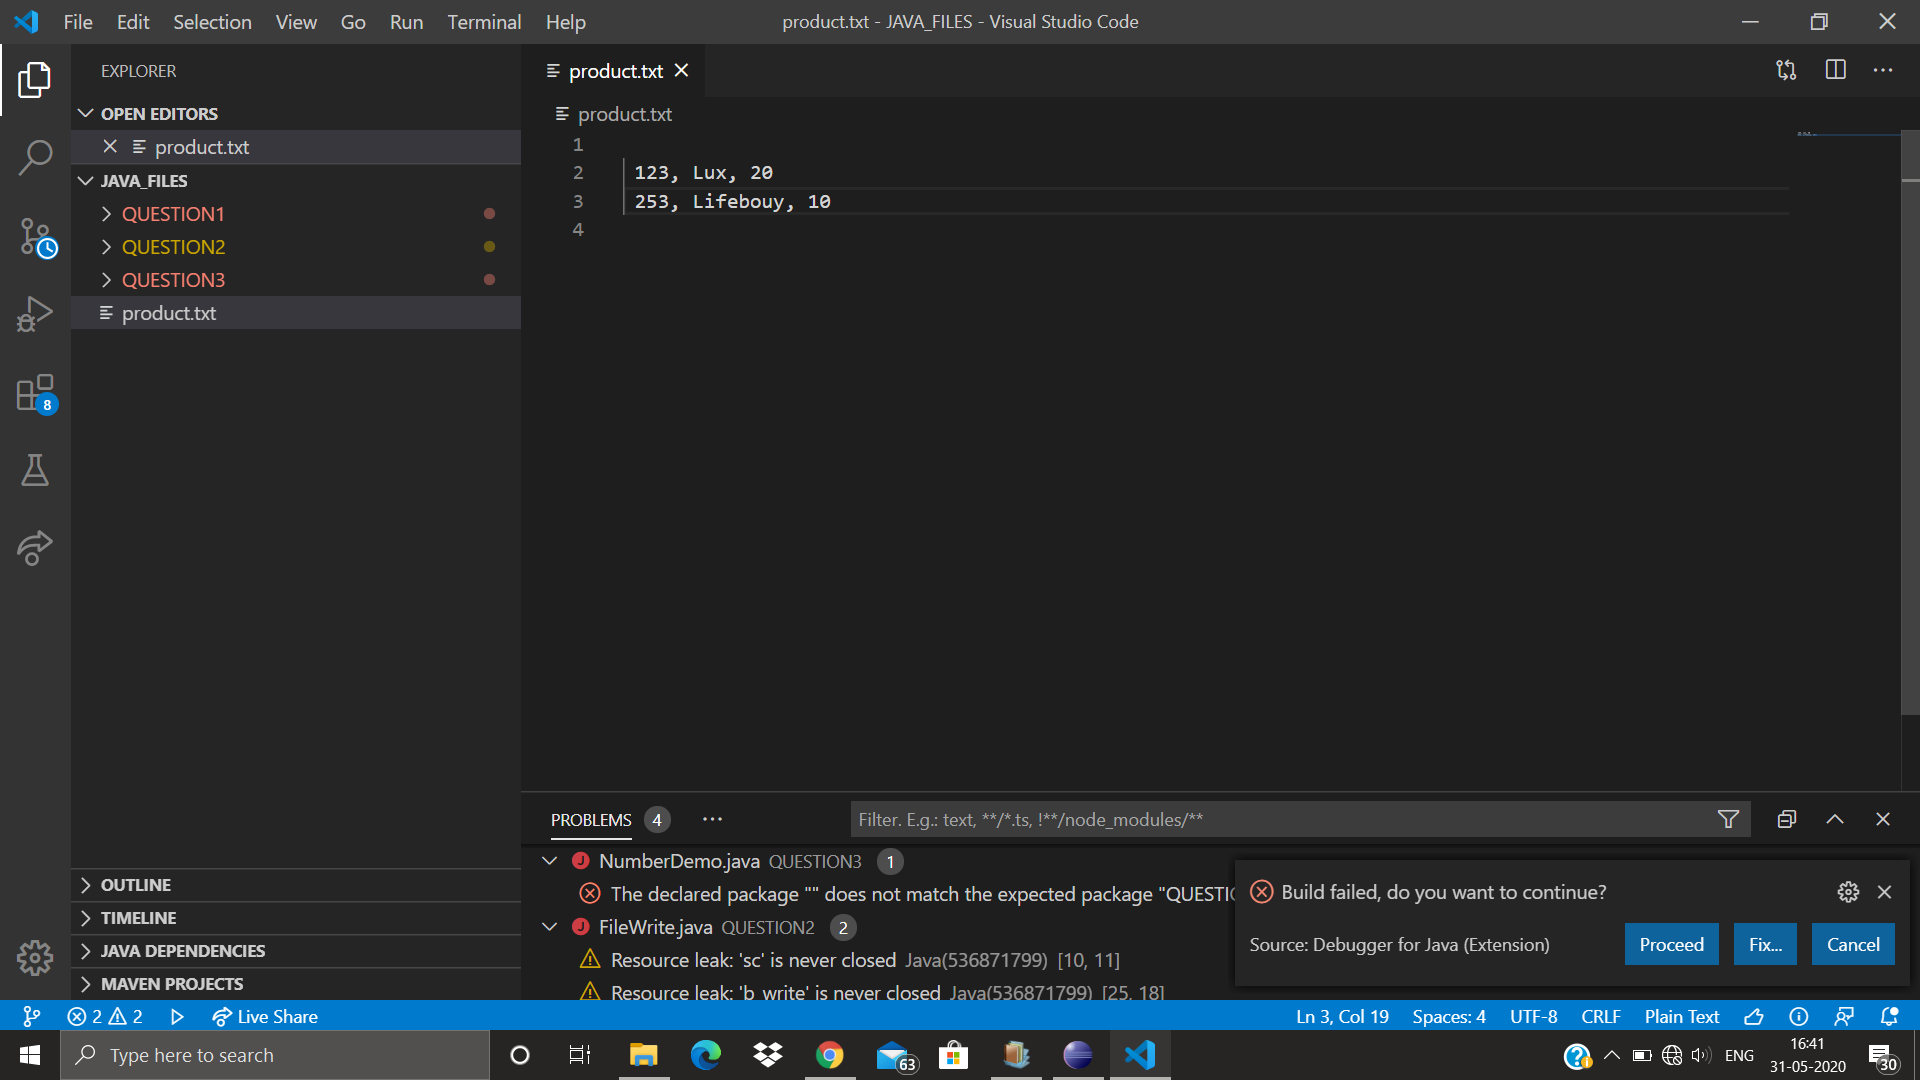 File Edit Selection View Go Run Terminal Help product.txt - JAVA_FILES - Visual Studio Code
EXPLORER
OPEN EDITORS
product.txt
JAVA_FILES
QUESTION1
QUESTION2
QUESTION3
product.txt
8
OUTLINE
TIMELINE
JAVA DEPENDENCIES
MAVEN PROJECTS
product.txt
product.txt
1
2 123, Lux, 20
3 253, Lifebouy, 10
4
PROBLEMS 4 Filter. E.g.: text, **/*.ts, !**/node_modules/**
NumberDemo.java QUESTION3 1
The declared package "" does not match the expected package "QUESTIO
FileWrite.java QUESTION2 2
Resource leak: 'sc' is never closed Java(536871799) [10, 11]
Resource leak: 'b_write' is never closed Java(536871799) [25, 18]
Build failed, do you want to continue?
Source: Debugger for Java (Extension) Proceed Fix... Cancel
2 2 Live Share Ln 3, Col 19 Spaces: 4 UTF-8 CRLF Plain Text
Type here to search 63 ENG 16:41
31-05-2020 30